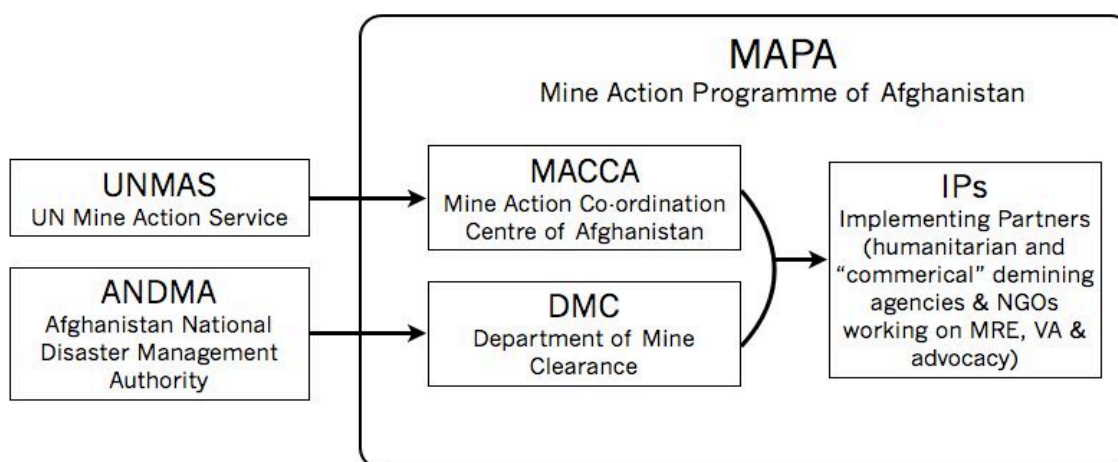 MAPA
Mine Action Programme of Afghanistan
UNMAS
UN Mine Action Service
ANDMA
Afghanistan National
Disaster Management
Authority
MACCA
Mine Action Co-ordination
Centre of Afghanistan
DMC
Department of Mine
Clearance
IPs
Implementing Partners
(humanitarian and
“commerical” demining
agencies & NGOs
working on MRE, VA &
advocacy)